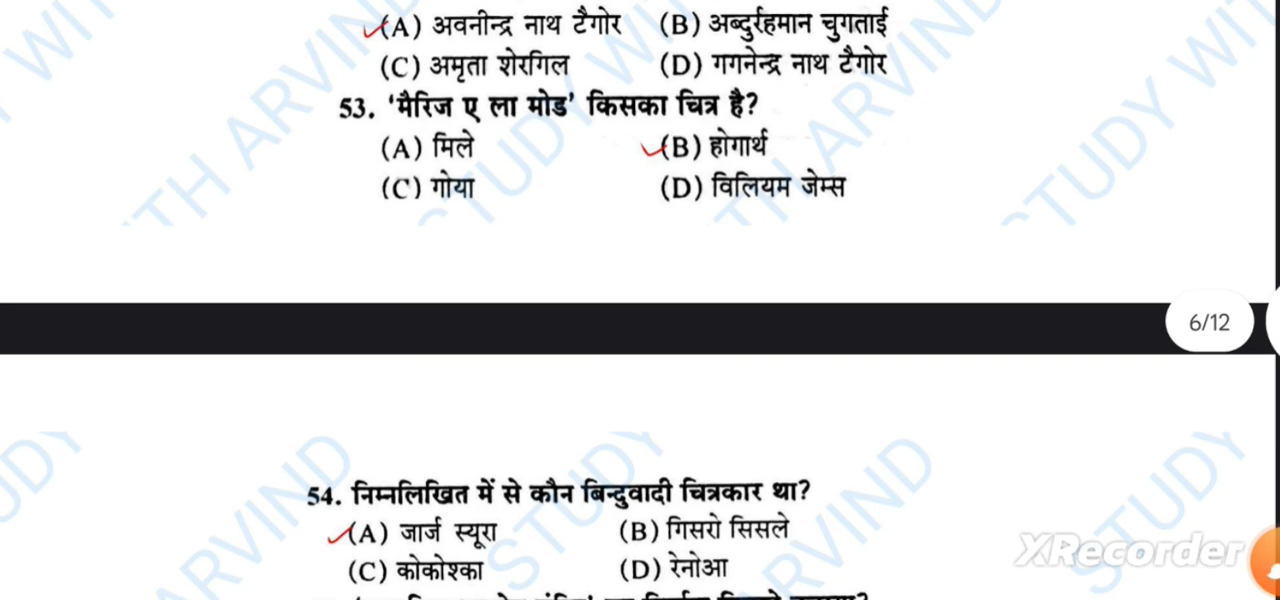 (A) अवनीन्द्र नाथ टैगोर (B) अब्दुर्रहमान चुगताई
(C) अमृता शेरगिल (D) गगनेन्द्र नाथ टैगोर
53. ‘मैरिज ए ला मोड’ किसका चित्र है?
(A) मिले (B) होगार्थ
(C) गोया (D) विलियम जेम्स
6/12
54. निम्नलिखित में से कौन बिन्दुवादी चित्रकार था?
(A) जार्ज स्यूरा (B) गिसरो सिसले
(C) कोकोश्का (D) रेनोआ
XRecorder